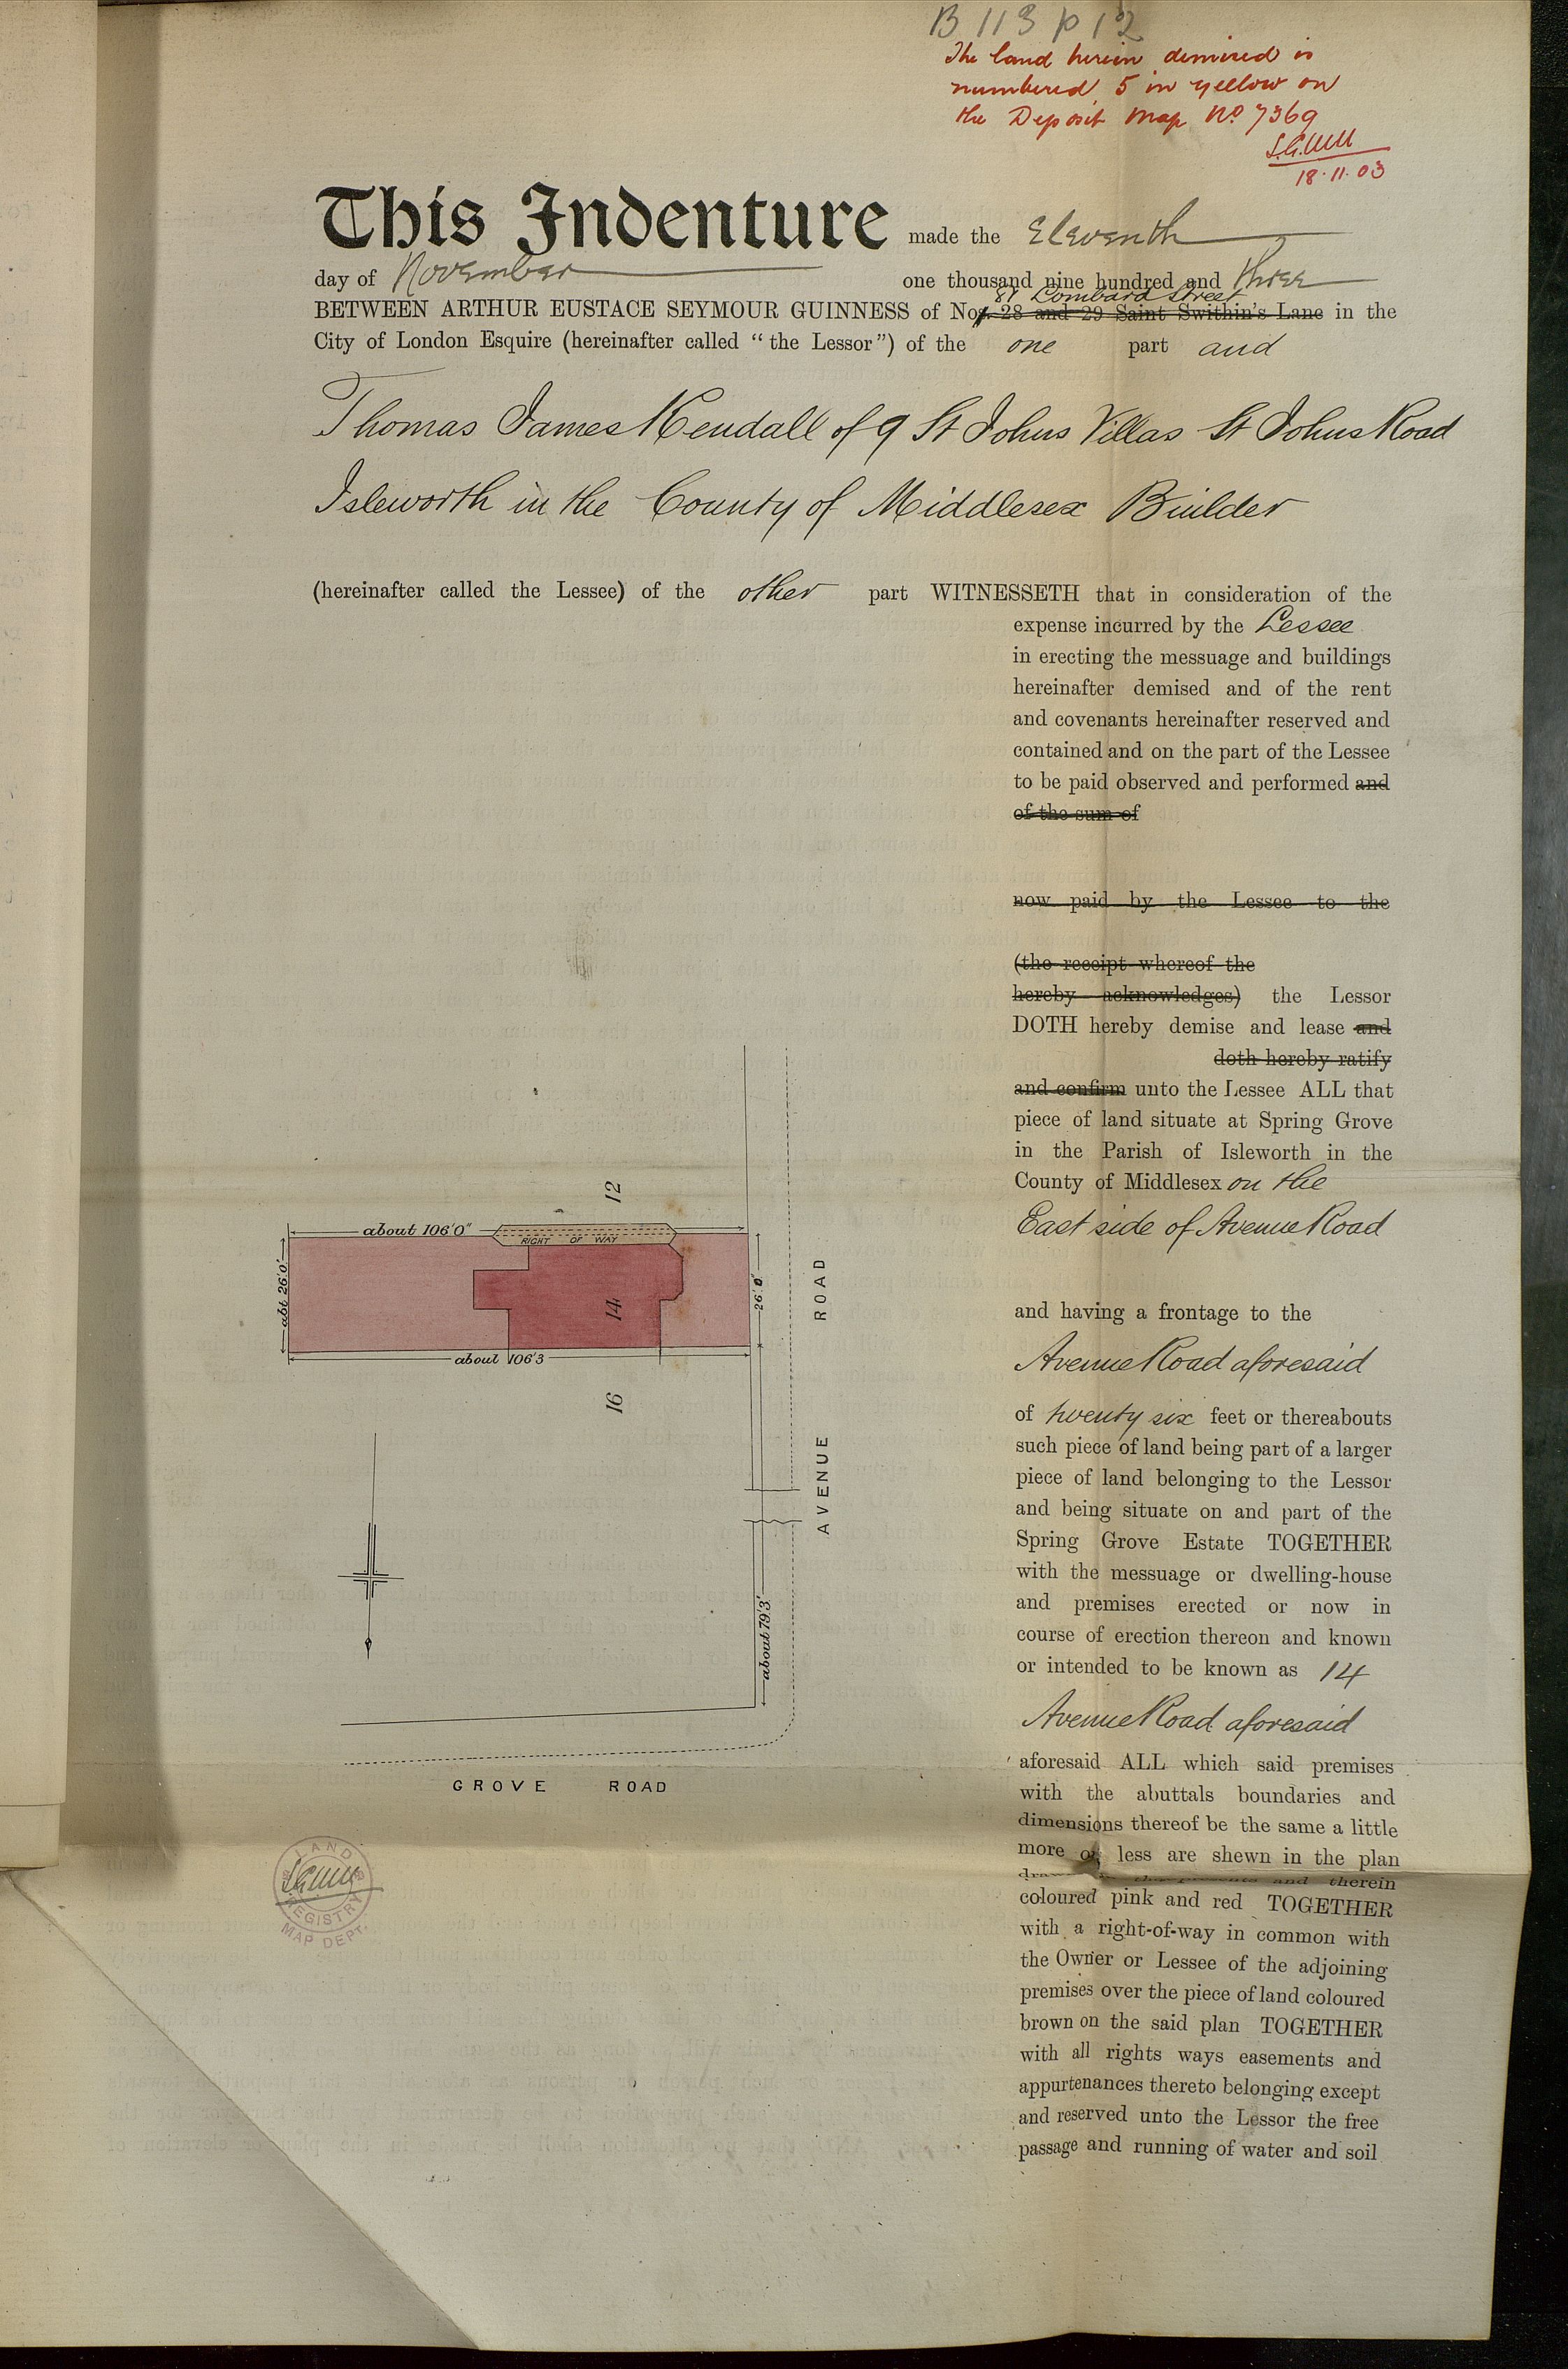 B 113 p 12
The land herein demised is
numbered 5 in yellow on
the Deposit Map No 7369
18.11.03
This Indenture made the Eleventh
day of November one thousand nine hundred and three
81 Lombard Street
BETWEEN ARTHUR EUSTACE SEYMOUR GUINNESS of Nos. 28 and 29 Saint Swithin's Lane in the
City of London Esquire (hereinafter called "the Lessor") of the one part and
Thomas James Kendall of 9 St Johns Villas St Johns Road
Isleworth in the County of Middlesex Builder
(hereinafter called the Lessee) of the other part WITNESSETH that in consideration of the
expense incurred by the Lessee
in erecting the messuage and buildings
hereinafter demised and of the rent
and covenants hereinafter reserved and
contained and on the part of the Lessee
to be paid observed and performed and
of the sum of
now paid by the Lessee to the
(the receipt whereof the
hereby acknowledges) the Lessor
DOTH hereby demise and lease and
doth hereby ratify
and confirm unto the Lessee ALL that
piece of land situate at Spring Grove
in the Parish of Isleworth in the
County of Middlesex on the
East side of Avenue Road
and having a frontage to the
Avenue Road aforesaid
of twenty six feet or thereabouts
such piece of land being part of a larger
piece of land belonging to the Lessor
and being situate on and part of the
Spring Grove Estate TOGETHER
with the messuage or dwelling-house
and premises erected or now in
course of erection thereon and known
or intended to be known as 14
Avenue Road aforesaid
aforesaid ALL which said premises
with the abuttals boundaries and
dimensions thereof be the same a little
more or less are shewn in the plan
and therein
coloured pink and red TOGETHER
with a right-of-way in common with
the Owner or Lessee of the adjoining
premises over the piece of land coloured
brown on the said plan TOGETHER
with all rights ways easements and
appurtenances thereto belonging except
and reserved unto the Lessor the free
passage and running of water and soil
12
about 106'0"
RIGHT OF WAY
abt 26'0"
14
26'0"
about 106'3
16
AVENUE ROAD
about 79'3"
GROVE ROAD
LAND
REGISTRY
MAP DEPT.